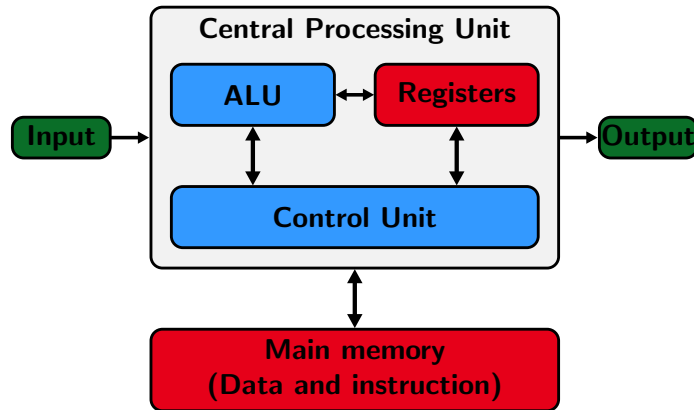 Central Processing Unit
ALU
Registers
Input
Output
Control Unit
Main memory
(Data and instruction)